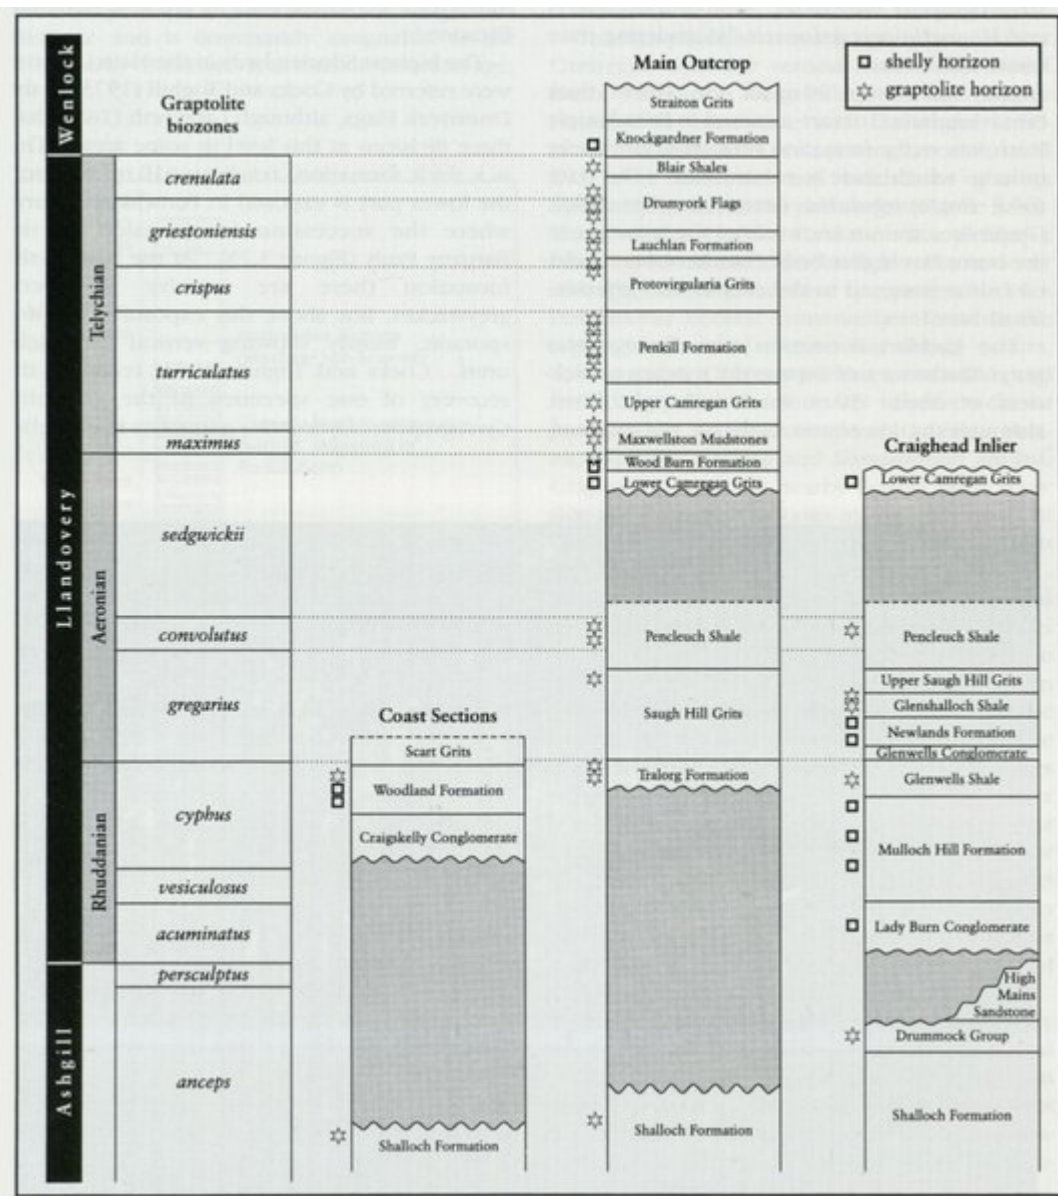 Wenlock
Llandovery
Ashgill
Telychian
Aeronian
Rhuddanian
Graptolite
biozones
crenulata
griestoniensis
crispus
turriculatus
maximus
sedgwickii
convolutus
gregarius
cyphus
vesiculosus
acuminatus
persculptus
anceps
Coast Sections
Scart Grits
Woodland Formation
Craigskelly Conglomerate
Shalloch Formation
Main Outcrop
Straiton Grits
Knockgardner Formation
Blair Shales
Drumyork Flags
Lauchlan Formation
Protovirgularia Grits
Penkill Formation
Upper Camregan Grits
Maxwellston Mudstones
Wood Burn Formation
Lower Camregan Grits
Pencleuch Shale
Saugh Hill Grits
Tralorg Formation
Shalloch Formation
shelly horizon
graptolite horizon
Craighead Inlier
Lower Camregan Grits
Pencleuch Shale
Upper Saugh Hill Grits
Glenshalloch Shale
Newlands Formation
Glenwells Conglomerate
Glenwells Shale
Mulloch Hill Formation
Lady Burn Conglomerate
High
Mains
Sandstone
Drummock Group
Shalloch Formation